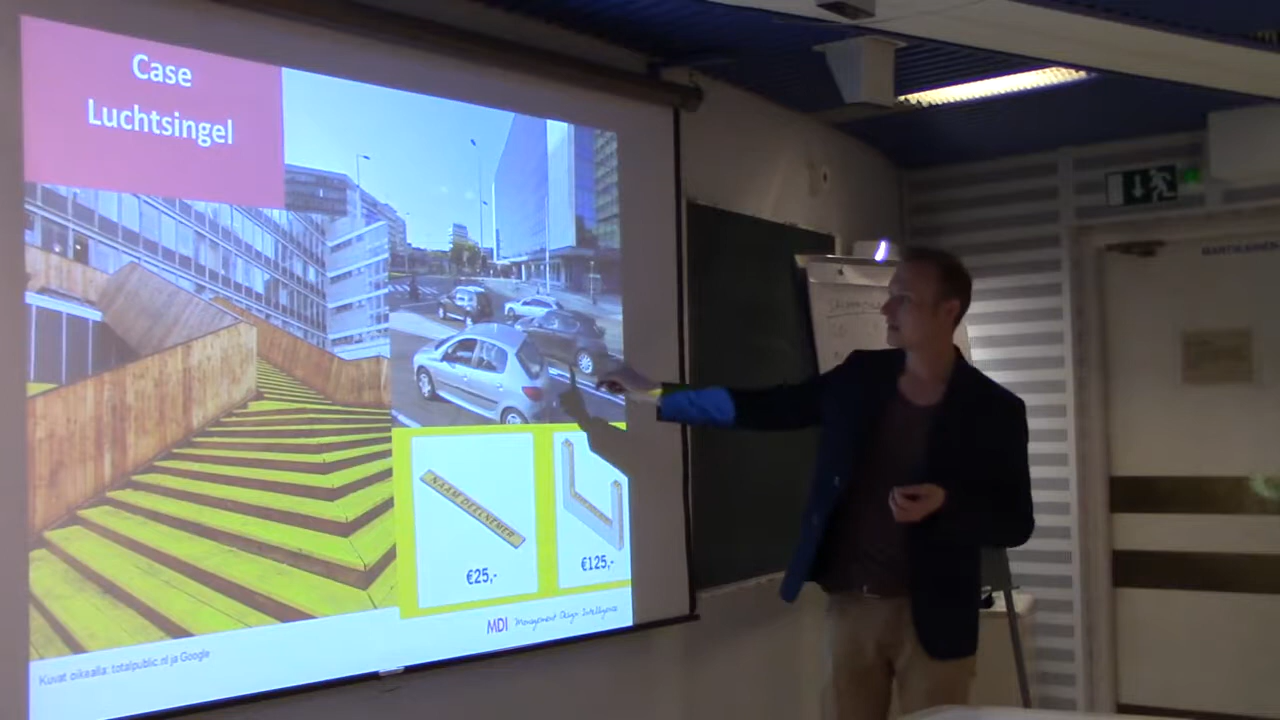 Case
Luchtsingel
NAAM DEELNEMER
€25,-
€125,-
MDI Management Design Intelligence
Kuvat oikealla: totalpublic.nl ja Google